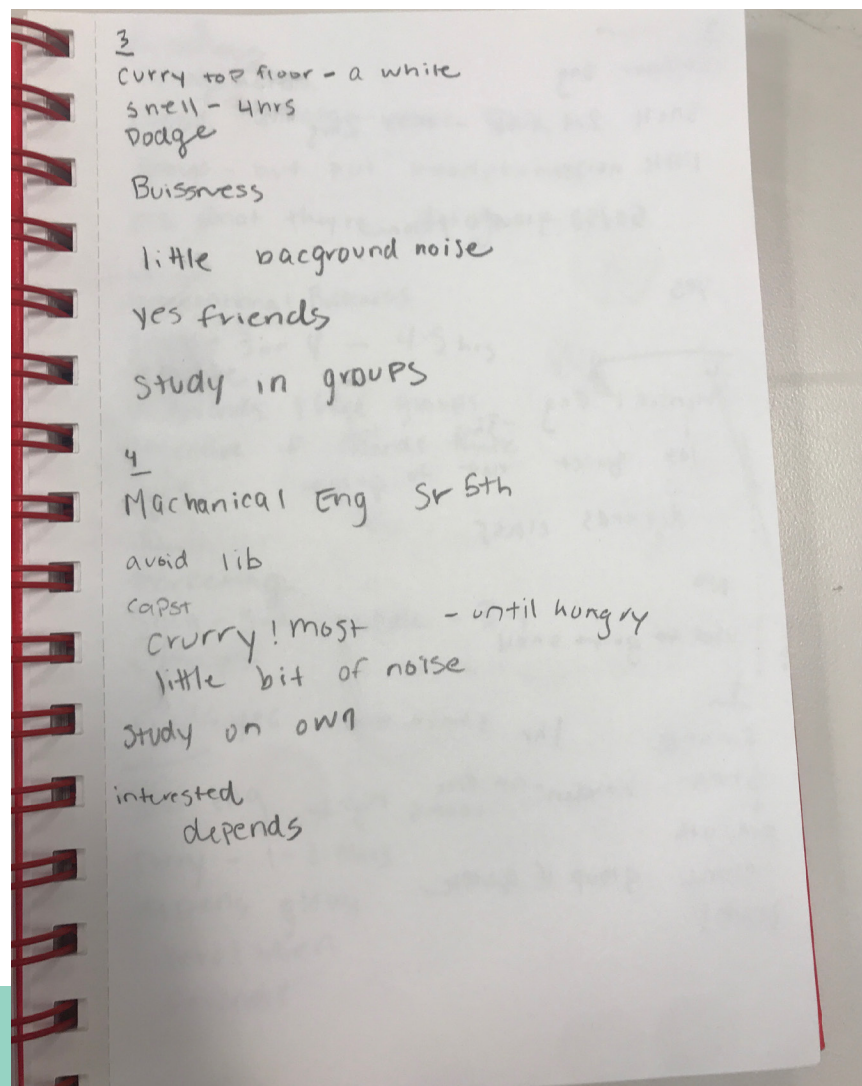 3
Curry top floor - a while
snell - 4hrs
Dodge
Buissness
little bacground noise
yes friends
study in groups
4
Machanical Eng Sr 5th
avoid lib
capst
crurry! most - until hungry
little bit of noise
study on own
interested
depends